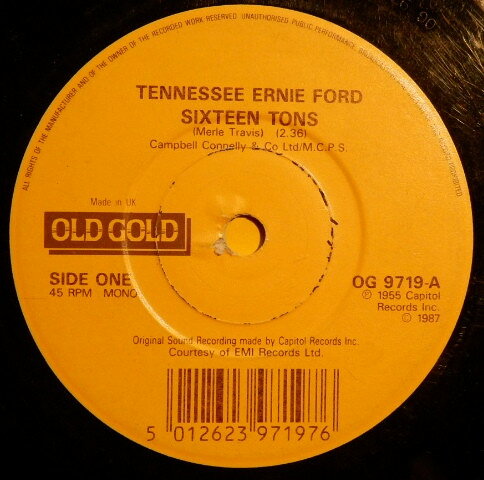 ALL RIGHTS OF THE MANUFACTURER AND OF THE OWNER OF THE RECORDED WORK RESERVED UNAUTHORISED PUBLIC PERFORMANCE, BROADCASTING
TENNESSEE ERNIE FORD
SIXTEEN TONS
(Merle Travis) (2.36)
Campbell Connelly & Co Ltd/M.C.P.S.
Made in UK
OLD GOLD
SIDE ONE
45 RPM MONO
OG 9719-A
℗ 1955 Capitol
Records Inc.
© 1987
Original Sound Recording made by Capitol Records Inc.
Courtesy of EMI Records Ltd.
5 012623 971976